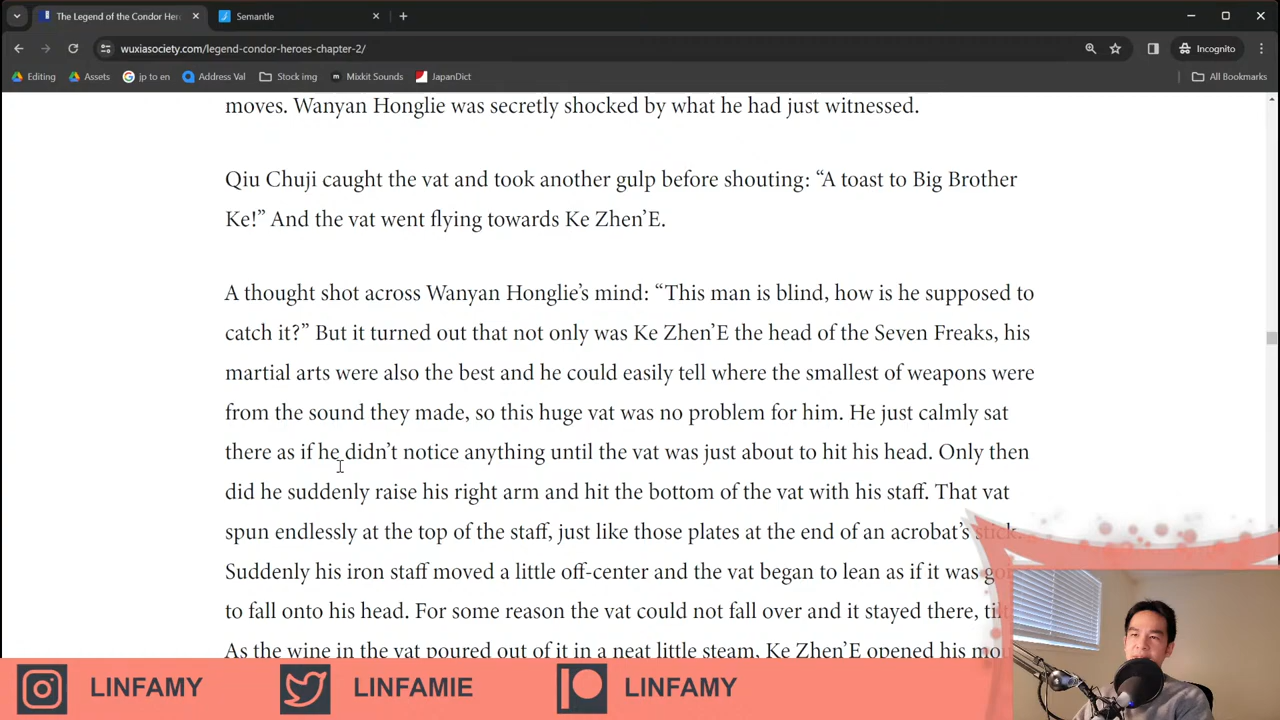 The Legend of the Condor Her
Semantle
wuxiasociety.com/legend-condor-heroes-chapter-2/
Incognito
Editing
Assets
jp to en
Address Val
Stock img
Mixkit Sounds
JapanDict
All Bookmarks
moves. Wanyan Honglie was secretly shocked by what he had just witnessed.
Qiu Chuji caught the vat and took another gulp before shouting: “A toast to Big Brother
Ke!” And the vat went flying towards Ke Zhen’E.
A thought shot across Wanyan Honglie’s mind: “This man is blind, how is he supposed to
catch it?” But it turned out that not only was Ke Zhen’E the head of the Seven Freaks, his
martial arts were also the best and he could easily tell where the smallest of weapons were
from the sound they made, so this huge vat was no problem for him. He just calmly sat
there as if he didn’t notice anything until the vat was just about to hit his head. Only then
did he suddenly raise his right arm and hit the bottom of the vat with his staff. That vat
spun endlessly at the top of the staff, just like those plates at the end of an acrobat’s stick.
Suddenly his iron staff moved a little off-center and the vat began to lean as if it was
to fall onto his head. For some reason the vat could not fall over and it stayed there,
As the wine in the vat poured out of it in a neat little steam, Ke Zhen’E opened his
LINFAMY
LINFAMIE
LINFAMY